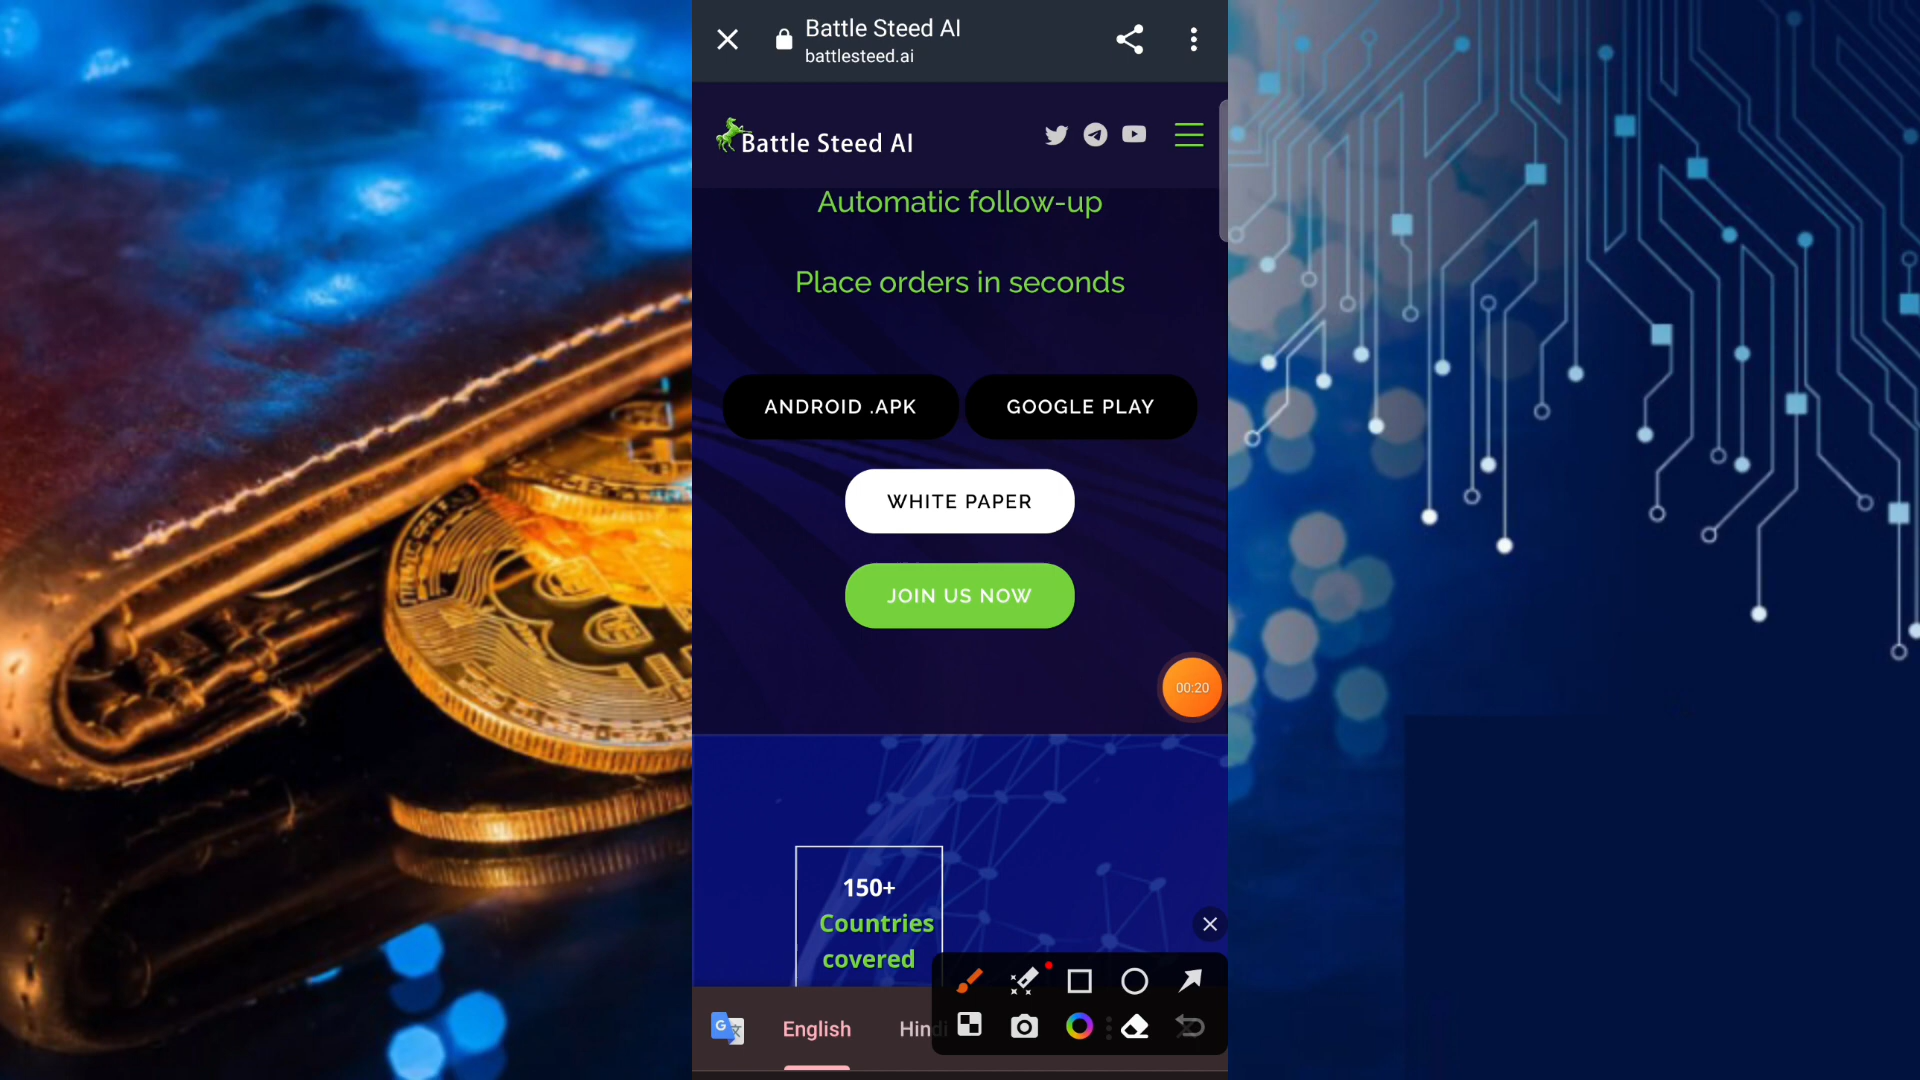 Battle Steed AI
battlesteed.ai
Battle Steed AI
Automatic follow-up
Place orders in seconds
ANDROID .APK
GOOGLE PLAY
WHITE PAPER
JOIN US NOW
00:20
150+
Countries
covered
English